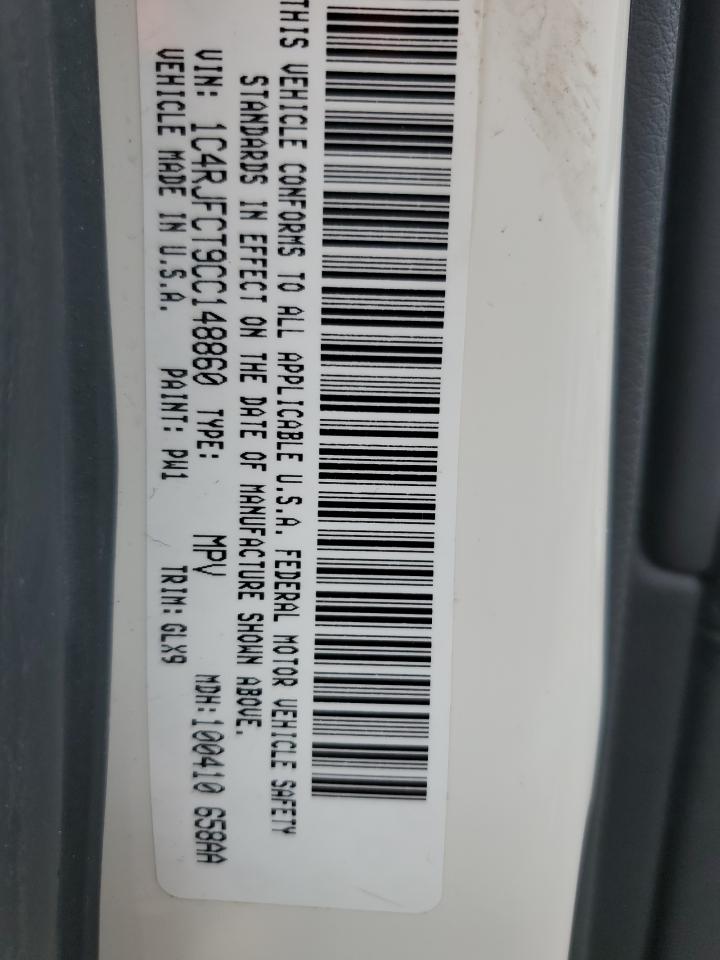 THIS VEHICLE CONFORMS TO ALL APPLICABLE U.S.A. FEDERAL MOTOR VEHICLE SAFETY
STANDARDS IN EFFECT ON THE DATE OF MANUFACTURE SHOWN ABOVE.
VIN: 1C4RJFCT9CC148860 TYPE: MPV MDH:100410 658AA
VEHICLE MADE IN U.S.A. PAINT: PW1 TRIM: GLX9